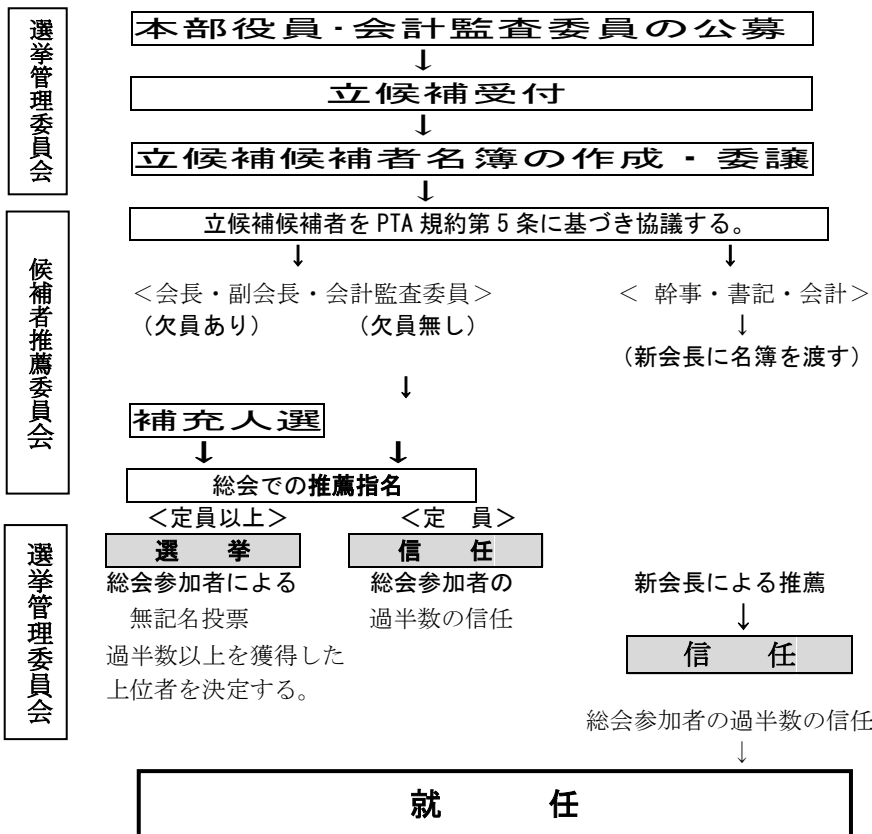 選挙管理委員会
本部役員・会計監査委員の公募
↓
立候補受付
↓
立候補候補者名簿の作成・委譲
↓
候補者推薦委員会
立候補候補者を PTA 規約第 5 条に基づき協議する。
↓ ↓
＜会長・副会長・会計監査委員＞ ＜ 幹事・書記・会計＞
（欠員あり） （欠員無し） ↓
（新会長に名簿を渡す）
↓
補充人選
↓ ↓
総会での推薦指名
選挙管理委員会
＜定員以上＞ ＜定　員＞
選　挙 信　任
総会参加者による 総会参加者の 新会長による推薦
無記名投票 過半数の信任 ↓
過半数以上を獲得した 信　任
上位者を決定する。
総会参加者の過半数の信任
↓
就　任